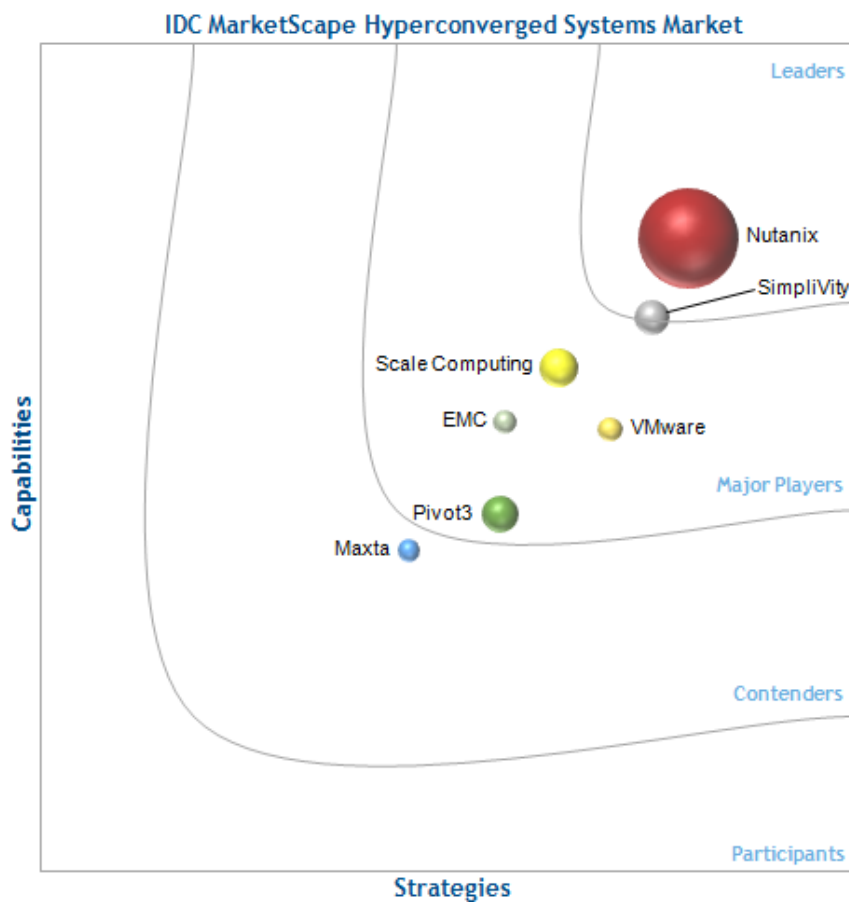 IDC MarketScape Hyperconverged Systems Market
Leaders
Nutanix
SimpliVity
Scale Computing
EMC
VMware
Capabilities
Major Players
Pivot3
Maxta
Contenders
Participants
Strategies